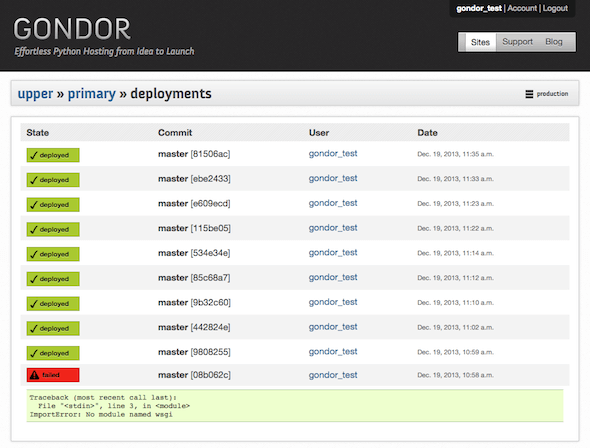 gondor_test | Account | Logout
GONDOR
Effortless Python Hosting from Idea to Launch
Sites Support Blog
upper » primary » deployments
production
State Commit User Date
deployed master [81506ac] gondor_test Dec. 19, 2013, 11:35 a.m.
deployed master [ebe2433] gondor_test Dec. 19, 2013, 11:33 a.m.
deployed master [e609ecd] gondor_test Dec. 19, 2013, 11:23 a.m.
deployed master [115be05] gondor_test Dec. 19, 2013, 11:22 a.m.
deployed master [534e34e] gondor_test Dec. 19, 2013, 11:14 a.m.
deployed master [85c68a7] gondor_test Dec. 19, 2013, 11:12 a.m.
deployed master [9b32c60] gondor_test Dec. 19, 2013, 11:10 a.m.
deployed master [442824e] gondor_test Dec. 19, 2013, 11:02 a.m.
deployed master [9808255] gondor_test Dec. 19, 2013, 10:59 a.m.
failed master [08b062c] gondor_test Dec. 19, 2013, 10:58 a.m.
Traceback (most recent call last):
File "<stdin>", line 3, in <module>
ImportError: No module named wsgi